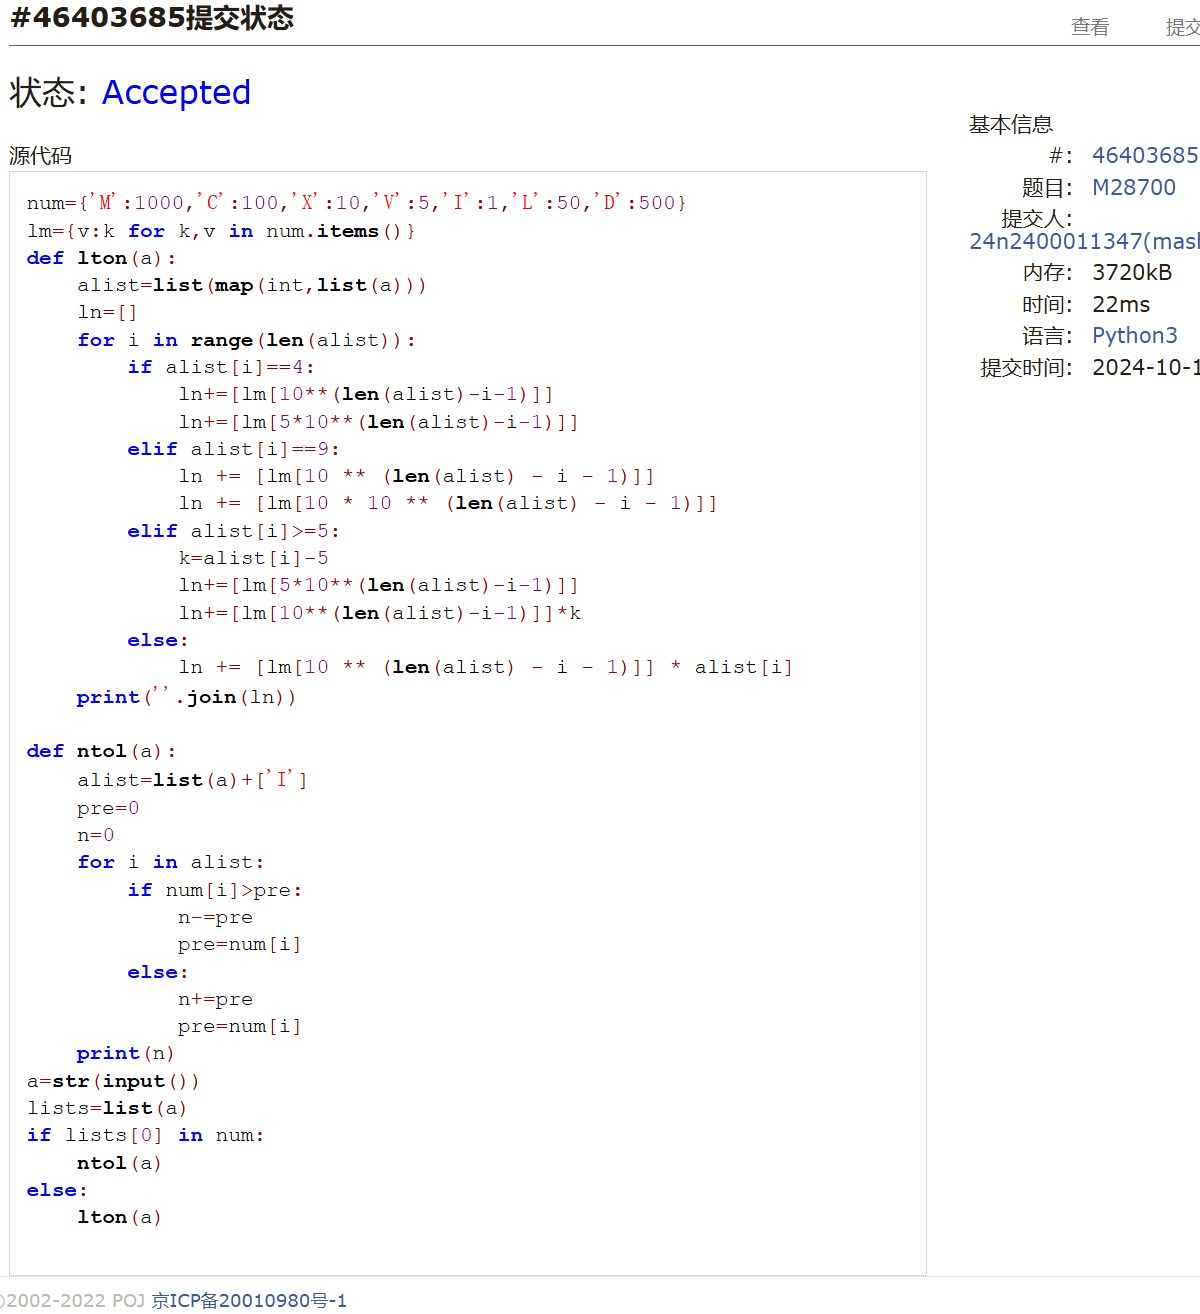 #46403685提交状态
查看 提交
状态: Accepted
源代码
num={'M':1000,'C':100,'X':10,'V':5,'I':1,'L':50,'D':500}
lm={v:k for k,v in num.items()}
def lton(a):
    alist=list(map(int,list(a)))
    ln=[]
    for i in range(len(alist)):
        if alist[i]==4:
            ln+=[lm[10**(len(alist)-i-1)]]
            ln+=[lm[5*10**(len(alist)-i-1)]]
        elif alist[i]==9:
            ln += [lm[10 ** (len(alist) - i - 1)]]
            ln += [lm[10 * 10 ** (len(alist) - i - 1)]]
        elif alist[i]>=5:
            k=alist[i]-5
            ln+=[lm[5*10**(len(alist)-i-1)]]
            ln+=[lm[10**(len(alist)-i-1)]]*k
        else:
            ln += [lm[10 ** (len(alist) - i - 1)]] * alist[i]
    print(''.join(ln))
def ntol(a):
    alist=list(a)+['I']
    pre=0
    n=0
    for i in alist:
        if num[i]>pre:
            n-=pre
            pre=num[i]
        else:
            n+=pre
            pre=num[i]
    print(n)
a=str(input())
lists=list(a)
if lists[0] in num:
    ntol(a)
else:
    lton(a)
基本信息
#: 46403685
题目: M28700
提交人:
24n2400011347(mask
内存: 3720kB
时间: 22ms
语言: Python3
提交时间: 2024-10-1
©2002-2022 POJ 京ICP备20010980号-1